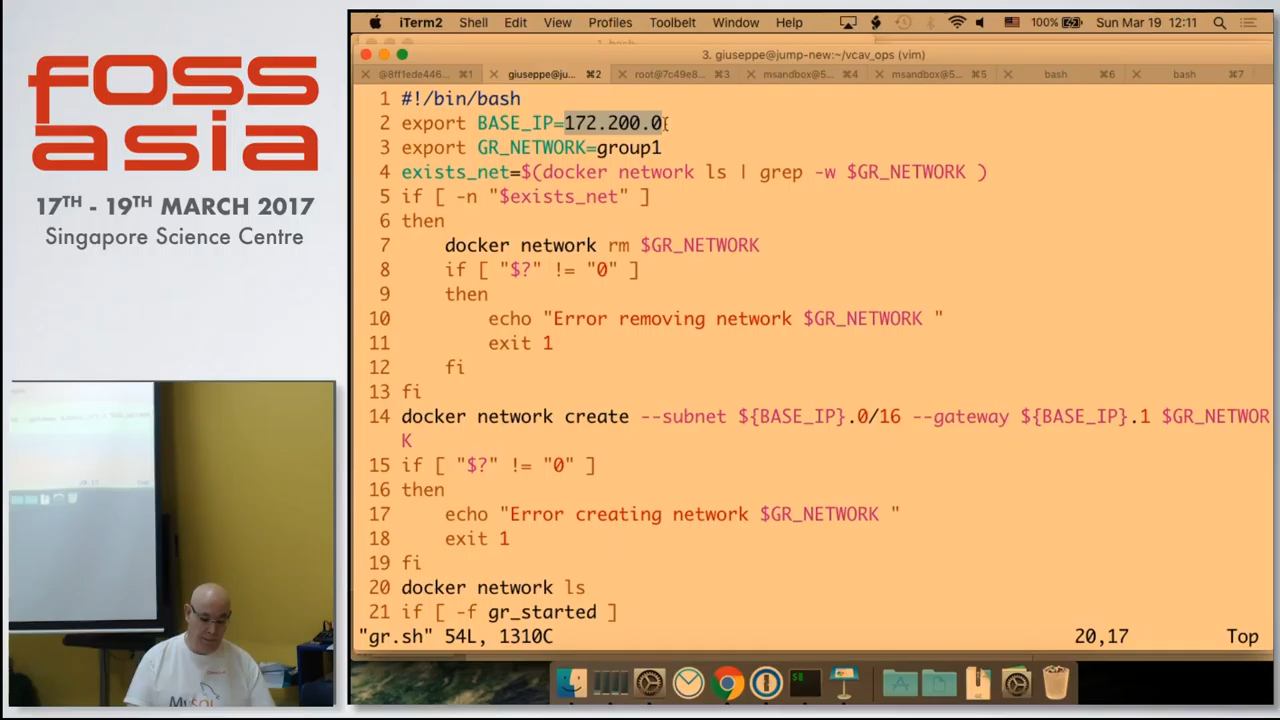 foss
asia
17TH - 19TH MARCH 2017
Singapore Science Centre
iTerm2 Shell Edit View Profiles Toolbelt Window Help 100% Sun Mar 19 12:11
3. giuseppe@jump-new:~/vcav_ops (vim)
@8ff1ede446... ⌘1 giuseppe@ju... ⌘2 root@7c49e8... ⌘3 msandbox@5... ⌘4 msandbox@5... ⌘5 bash ⌘6 bash ⌘7
1 #!/bin/bash
2 export BASE_IP=172.200.0
3 export GR_NETWORK=group1
4 exists_net=$(docker network ls | grep -w $GR_NETWORK )
5 if [ -n "$exists_net" ]
6 then
7 docker network rm $GR_NETWORK
8 if [ "$?" != "0" ]
9 then
10 echo "Error removing network $GR_NETWORK "
11 exit 1
12 fi
13 fi
14 docker network create --subnet ${BASE_IP}.0/16 --gateway ${BASE_IP}.1 $GR_NETWOR
K
15 if [ "$?" != "0" ]
16 then
17 echo "Error creating network $GR_NETWORK "
18 exit 1
19 fi
20 docker network ls
21 if [ -f gr_started ]
"gr.sh" 54L, 1310C 20,17 Top
MySQL